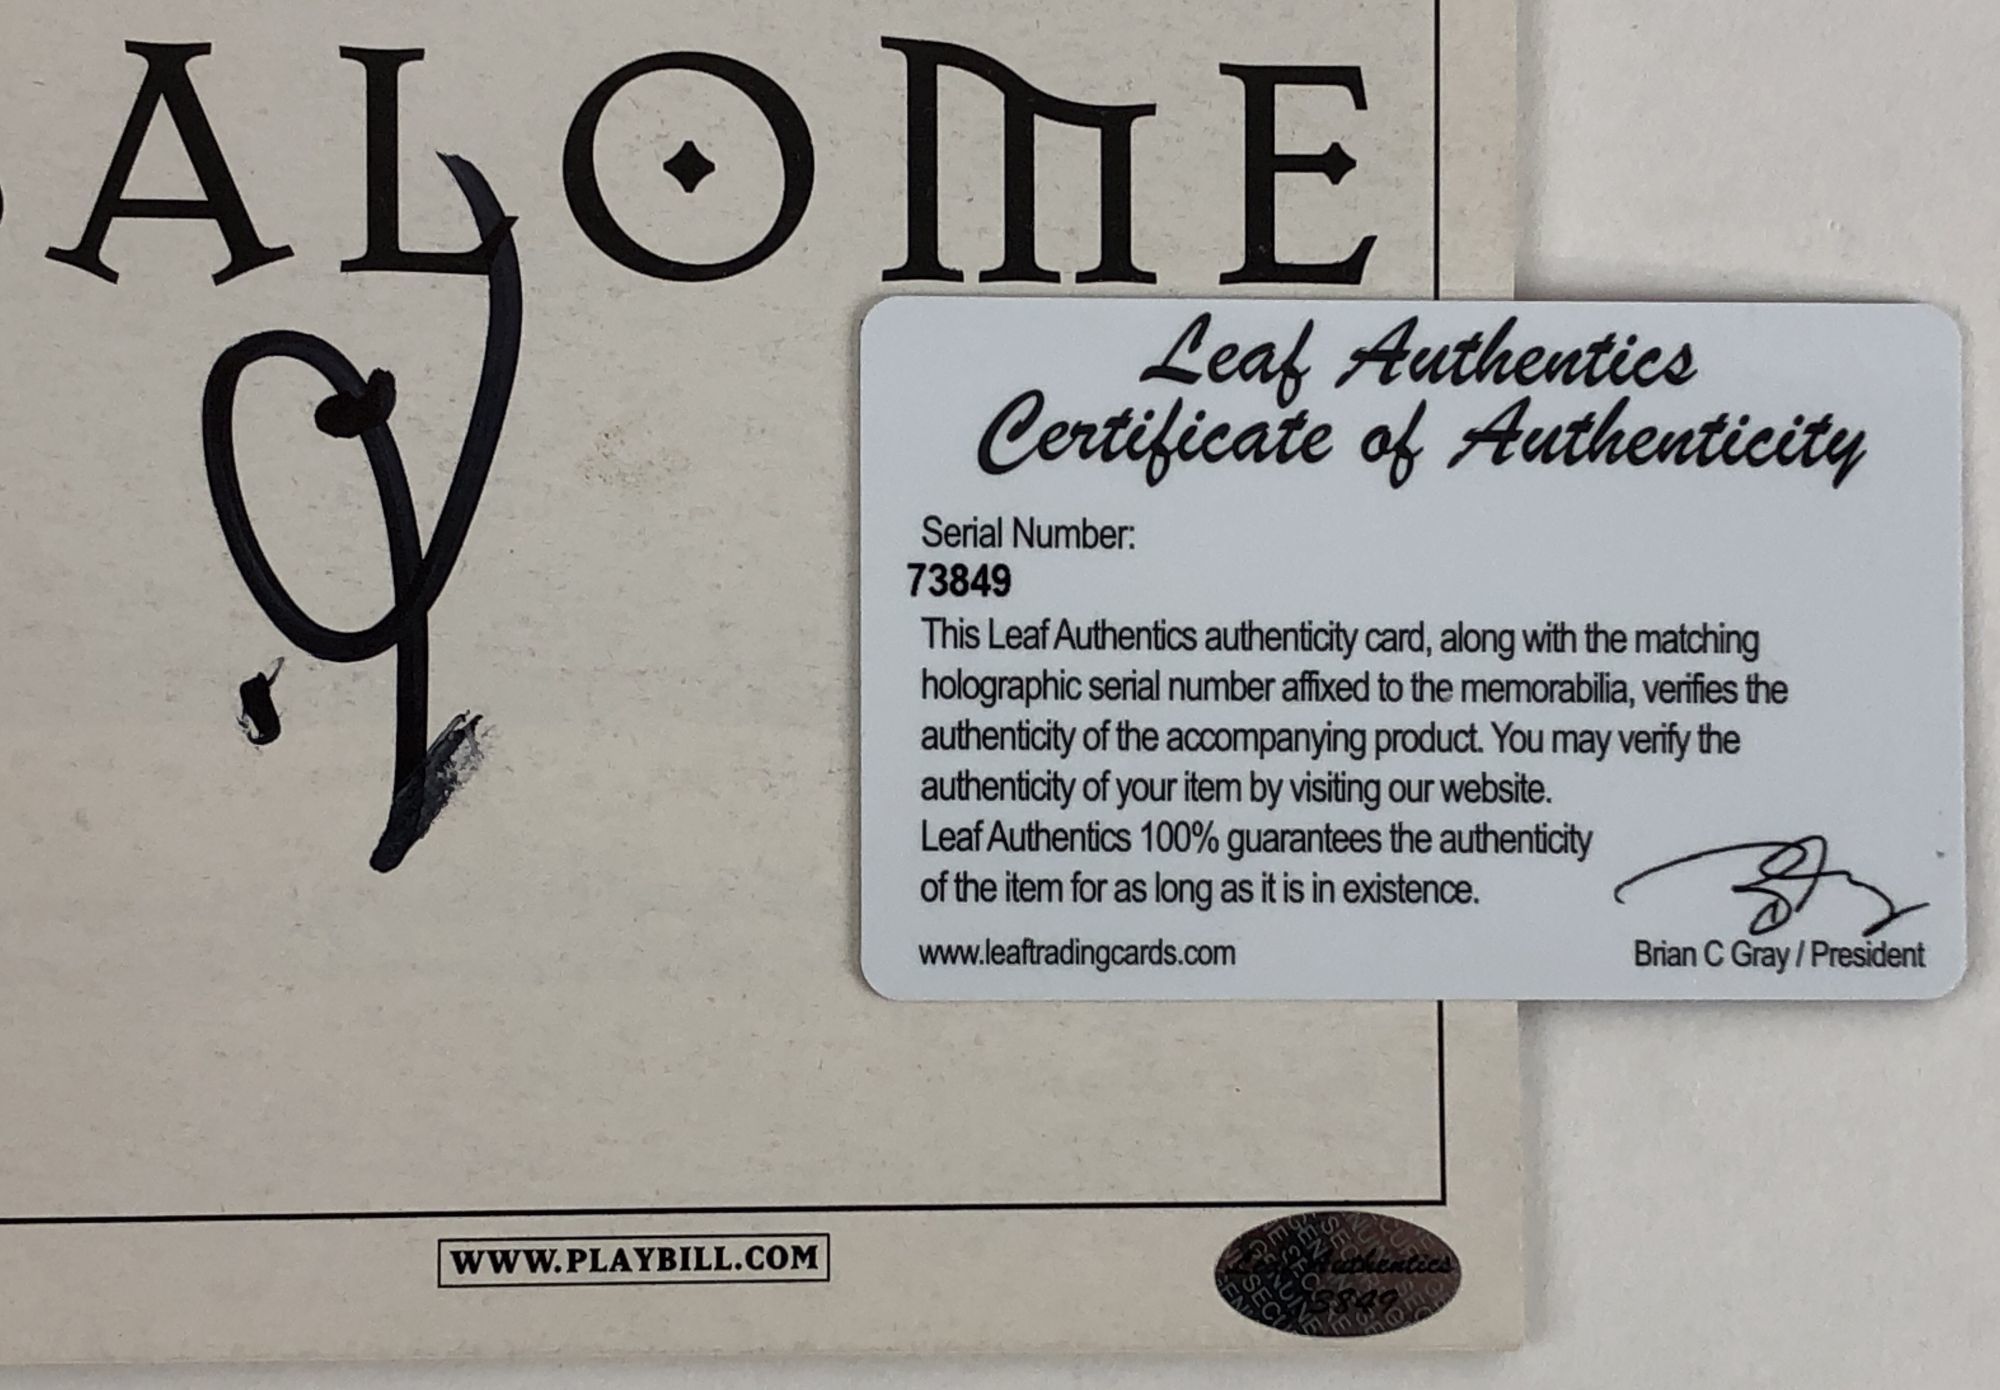 SALOME
Leaf Authentics
Certificate of Authenticity
Serial Number:
73849
This Leaf Authentics authenticity card, along with the matching
holographic serial number affixed to the memorabilia, verifies the
authenticity of the accompanying product. You may verify the
authenticity of your item by visiting our website.
Leaf Authentics 100% guarantees the authenticity
of the item for as long as it is in existence.
www.leaftradingcards.com
Brian C Gray / President
WWW.PLAYBILL.COM
Leaf Authentics
73849